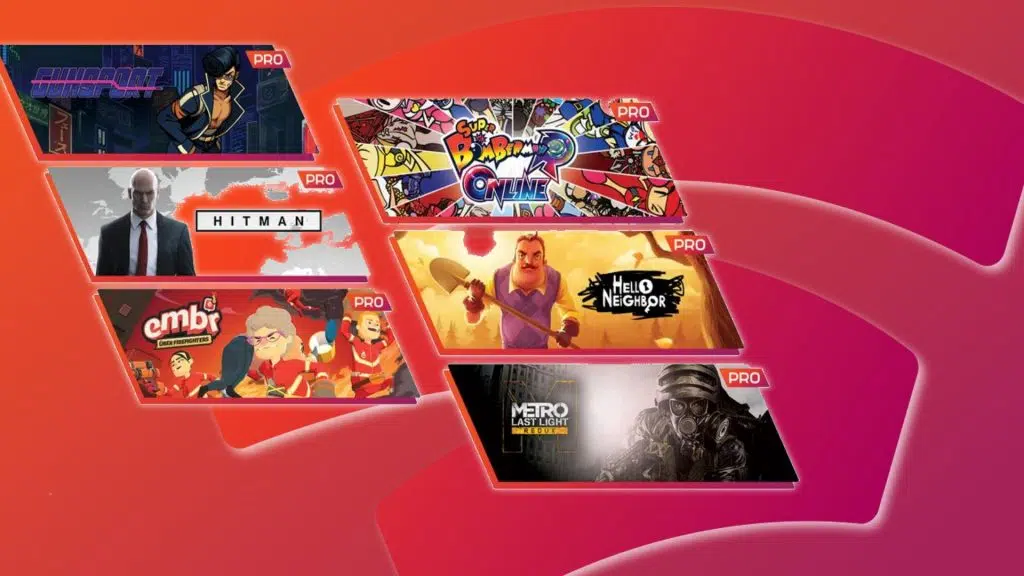 GUNSPORT
PRO
HITMAN
PRO
embr
ÜBER FIREFIGHTERS
PRO
SUPER
BOMBERMAN R
ONLINE
PRO
HELLO
NEIGHBOR
PRO
METRO
LAST LIGHT
REDUX
PRO